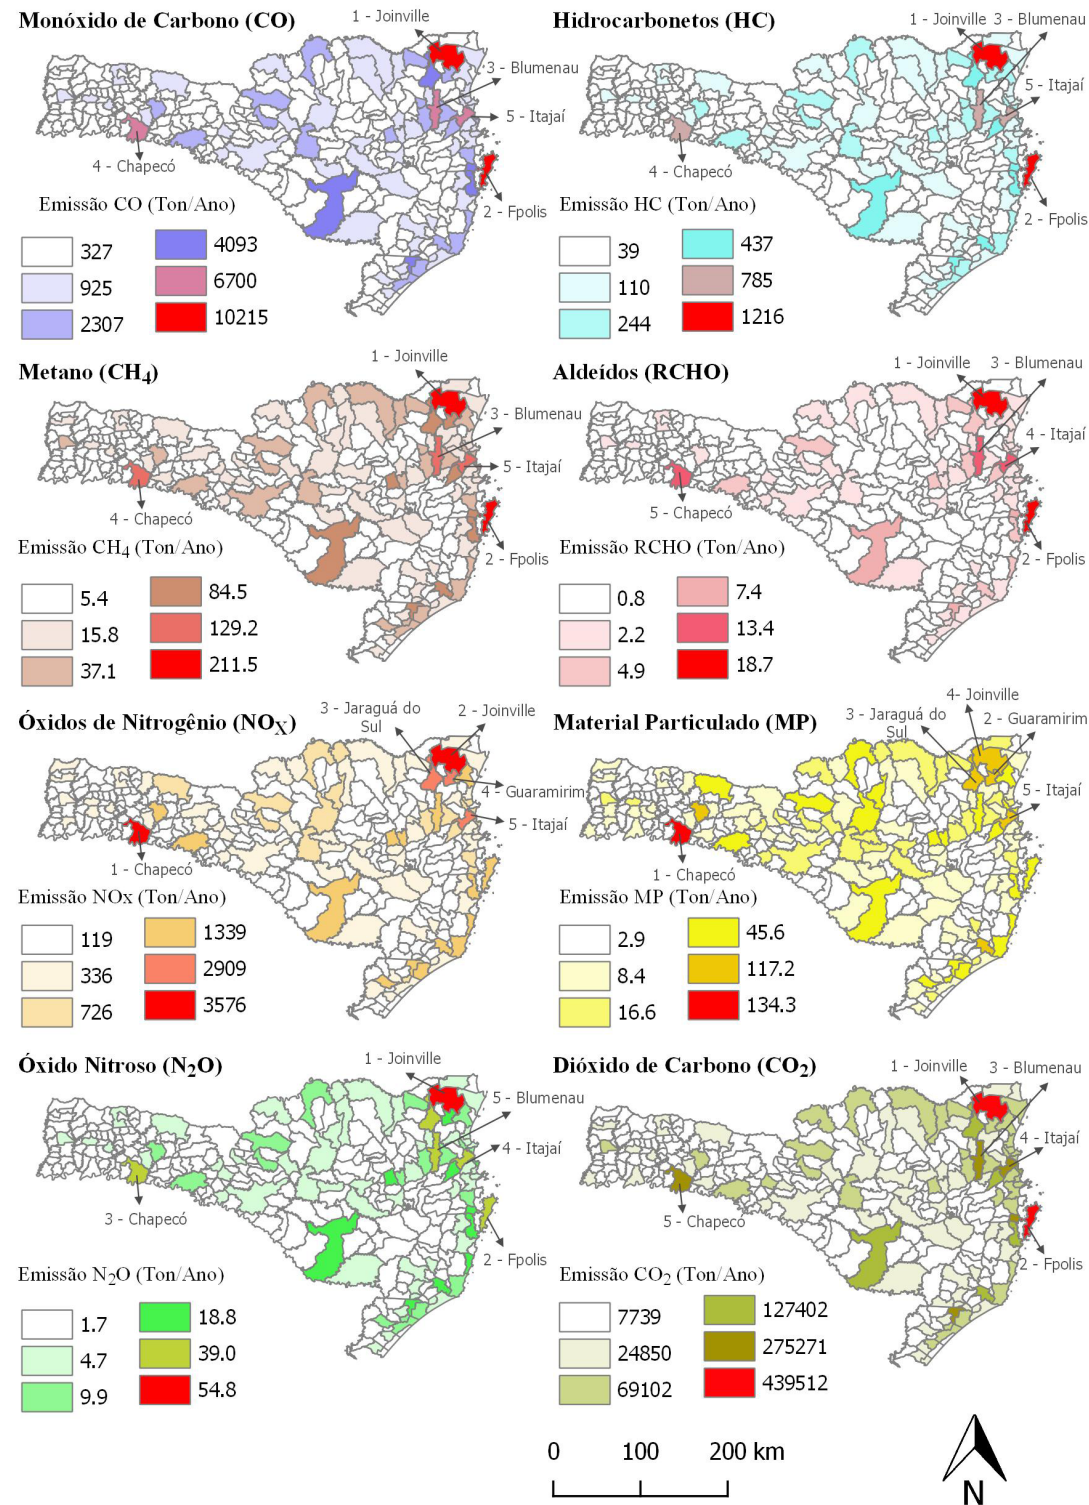 Monóxido de Carbono (CO)
1 - Joinville
3 - Blumenau
5 - Itajaí
4 - Chapecó
2 - Fpolis
Emissão CO (Ton/Ano)
327
925
2307
4093
6700
10215
Hidrocarbonetos (HC)
1 - Joinville
3 - Blumenau
5 - Itajaí
4 - Chapecó
2 - Fpolis
Emissão HC (Ton/Ano)
39
110
244
437
785
1216
Metano (CH4)
1 - Joinville
3 - Blumenau
5 - Itajaí
4 - Chapecó
2 - Fpolis
Emissão CH4 (Ton/Ano)
5.4
15.8
37.1
84.5
129.2
211.5
Aldeídos (RCHO)
1 - Joinville
3 - Blumenau
4 - Itajaí
5 - Chapecó
2 - Fpolis
Emissão RCHO (Ton/Ano)
0.8
2.2
4.9
7.4
13.4
18.7
Óxidos de Nitrogênio (NOX)
3 - Jaraguá do
Sul
2 - Joinville
4 - Guaramirim
5 - Itajaí
1 - Chapecó
Emissão NOx (Ton/Ano)
119
336
726
1339
2909
3576
Material Particulado (MP)
4- Joinville
3 - Jaraguá do
Sul
2 - Guaramirim
5 - Itajaí
1 - Chapecó
Emissão MP (Ton/Ano)
2.9
8.4
16.6
45.6
117.2
134.3
Óxido Nitroso (N2O)
1 - Joinville
5 - Blumenau
4 - Itajaí
3 - Chapecó
2 - Fpolis
Emissão N2O (Ton/Ano)
1.7
4.7
9.9
18.8
39.0
54.8
Dióxido de Carbono (CO2)
1 - Joinville
3 - Blumenau
4 - Itajaí
5 - Chapecó
2 - Fpolis
Emissão CO2 (Ton/Ano)
7739
24850
69102
127402
275271
439512
0 100 200 km
N